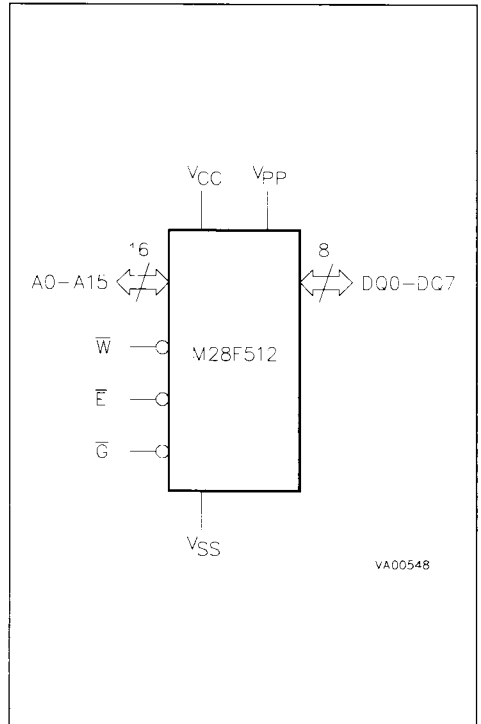 VCC VPP
16 8
A0-A15 DQ0-DQ7
W
M28F512
E
G
VSS
VA00548